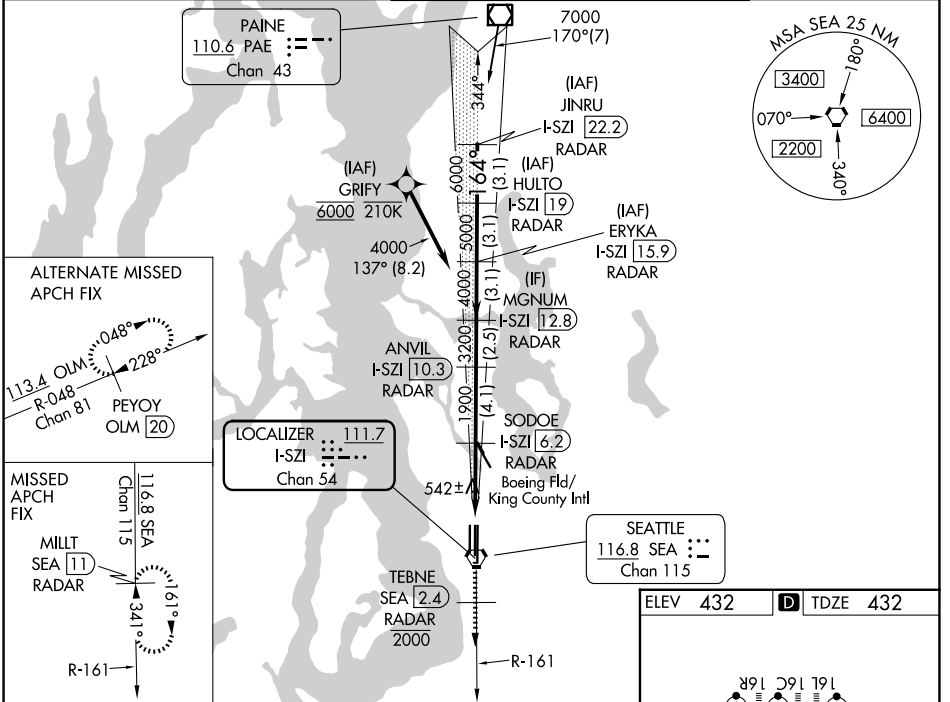 PAINE
110.6 PAE
Chan 43
7000
170°(7)
344°
(IAF)
JINRU
I-SZI 22.2
RADAR
MSA SEA 25 NM
180°
3400
070°
6400
2200
340°
6000
164°
(3.1)
(IAF)
GRIFY
6000 210K
(IAF)
HULTO
I-SZI 19
RADAR
4000
137° (8.2)
5000
(3.1)
(IAF)
ERYKA
I-SZI 15.9
RADAR
4000
(3.1)
(IF)
MGNUM
I-SZI 12.8
RADAR
3200
(2.5)
ANVIL
I-SZI 10.3
RADAR
1900
(4.1)
SODOE
I-SZI 6.2
RADAR
Boeing Fld/
King County Intl
ALTERNATE MISSED
APCH FIX
048°
228°
113.4 OLM
R-048
Chan 81
PEYOY
OLM 20
LOCALIZER 111.7
I-SZI
Chan 54
542±
MISSED
APCH
FIX
116.8 SEA
Chan 115
MILLT
SEA 11
RADAR
161°
341°
R-161
SEATTLE
116.8 SEA
Chan 115
TEBNE
SEA 2.4
RADAR
2000
R-161
ELEV 432 D TDZE 432
16R 16C 16L